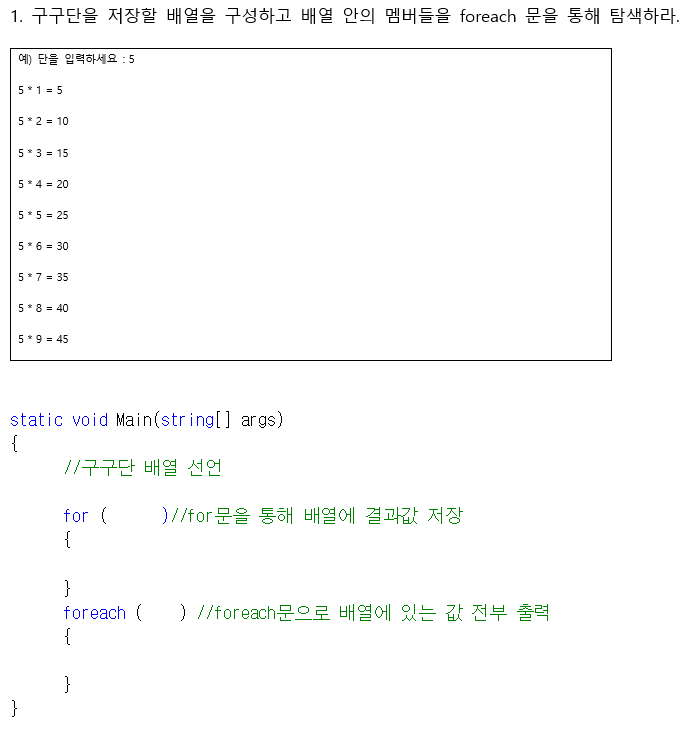 1. 구구단을 저장할 배열을 구성하고 배열 안의 멤버들을 foreach 문을 통해 탐색하라.
예) 단을 입력하세요 : 5
5 * 1 = 5
5 * 2 = 10
5 * 3 = 15
5 * 4 = 20
5 * 5 = 25
5 * 6 = 30
5 * 7 = 35
5 * 8 = 40
5 * 9 = 45
static void Main(string[] args)
{
//구구단 배열 선언
for ( )//for문을 통해 배열에 결과값 저장
{
}
foreach ( ) //foreach문으로 배열에 있는 값 전부 출력
{
}
}